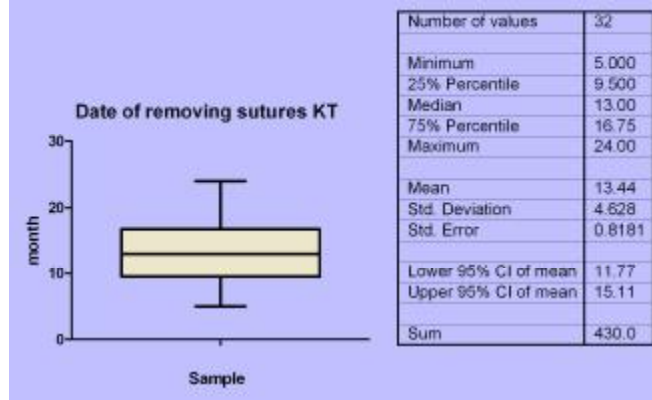 Date of removing sutures KT
30
20
10
0
month
Sample
Number of values 32
Minimum 5.000
25% Percentile 9.500
Median 13.00
75% Percentile 16.75
Maximum 24.00
Mean 13.44
Std. Deviation 4.628
Std. Error 0.8181
Lower 95% CI of mean 11.77
Upper 95% CI of mean 15.11
Sum 430.0